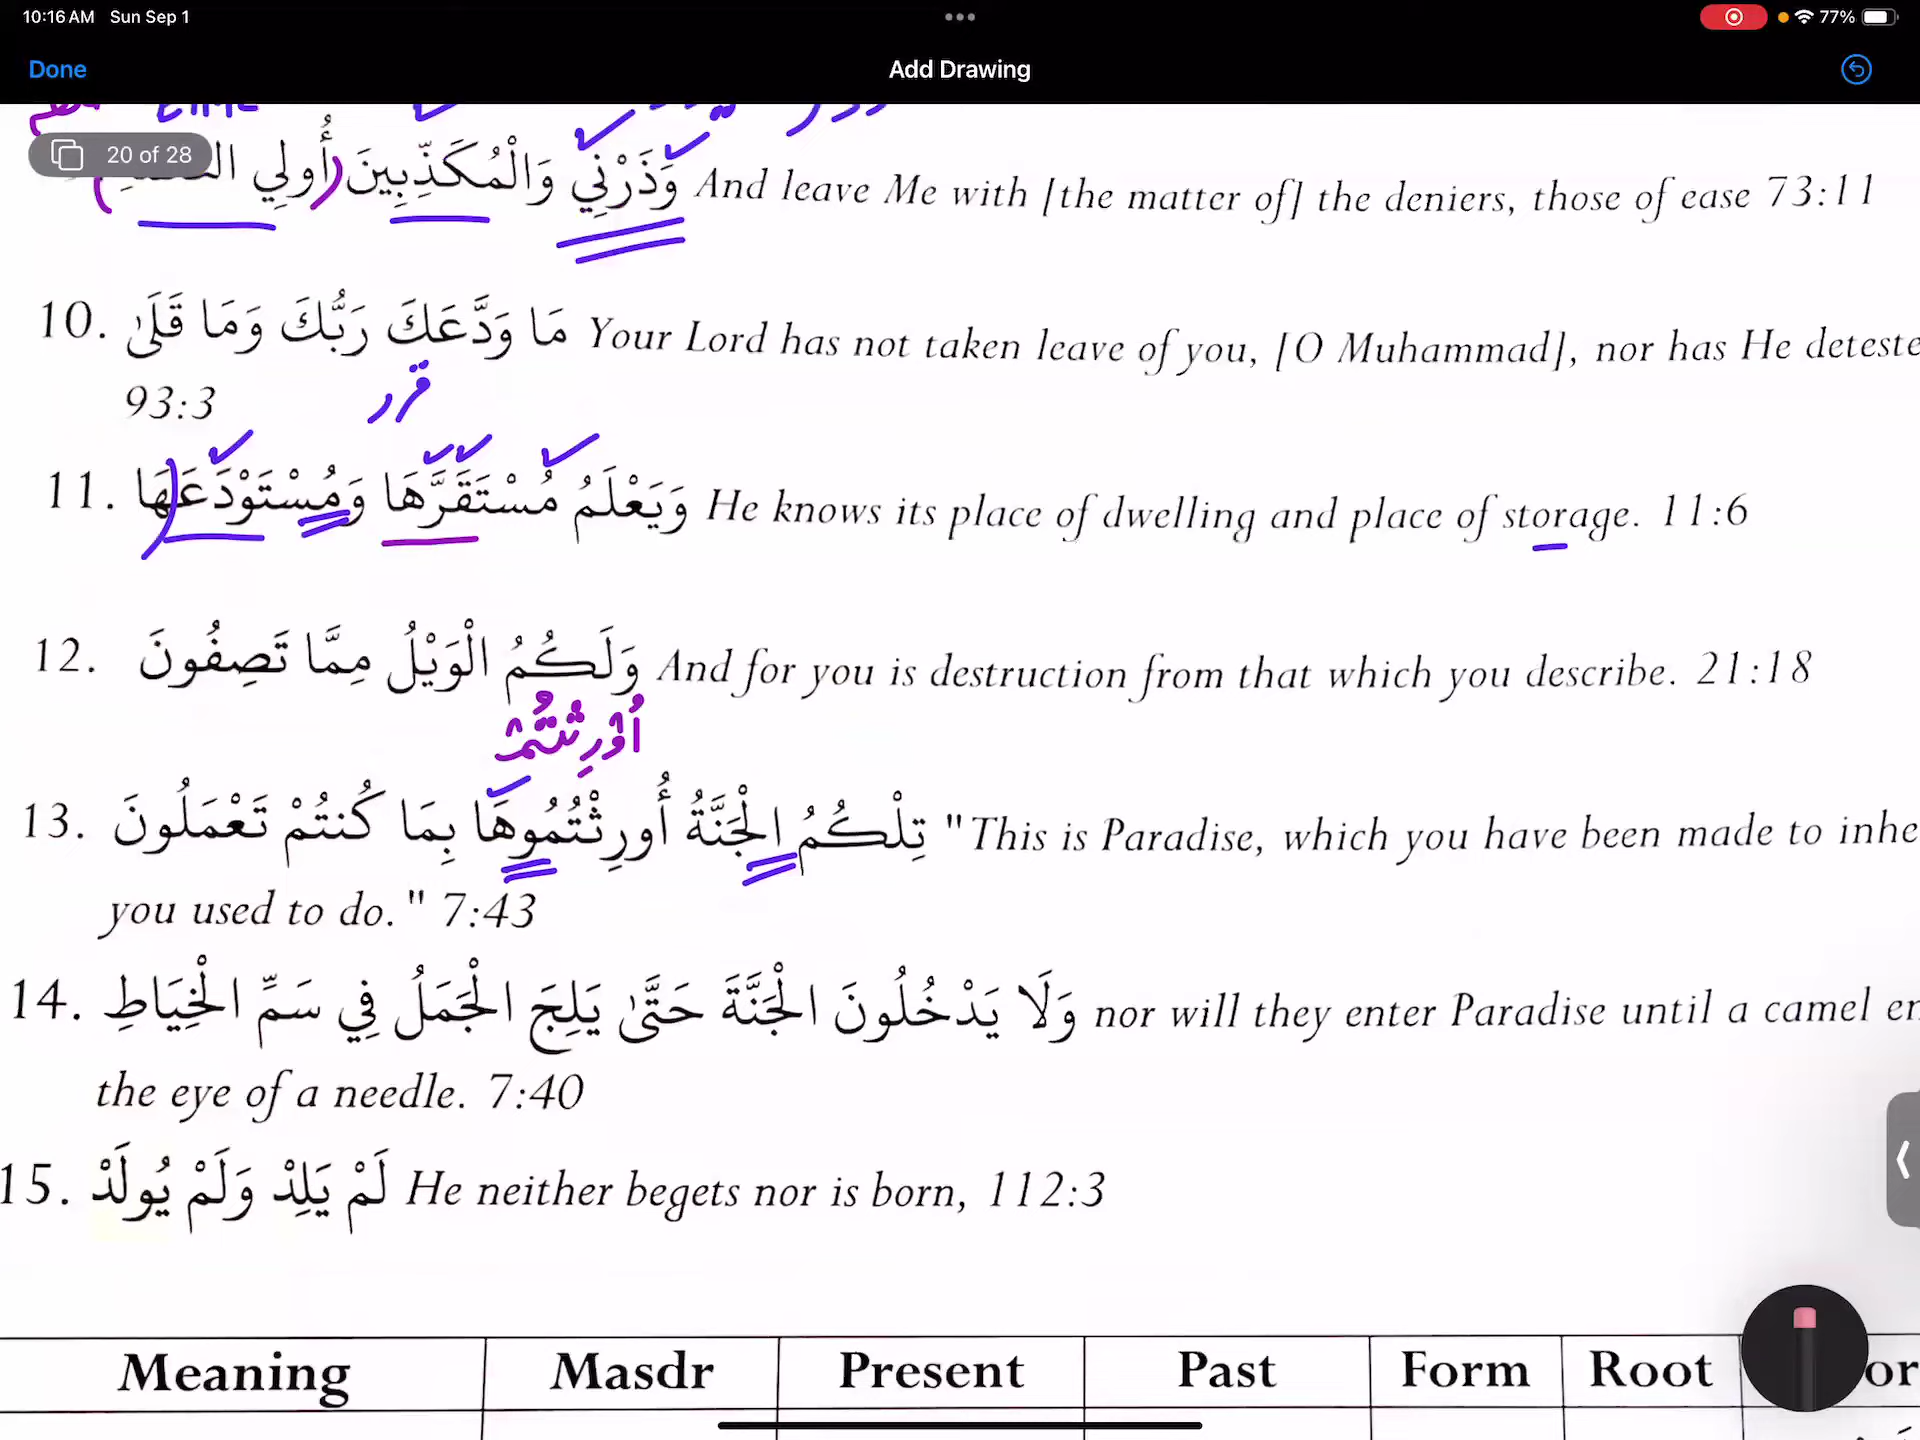 10:16 AM Sun Sep 1
77%
Done
Add Drawing
20 of 28
وَذَرْنِي وَالْمُكَذِّبِينَ أُولِي And leave Me with [the matter of] the deniers, those of ease 73:11
10. مَا وَدَّعَكَ رَبُّكَ وَمَا قَلَىٰ Your Lord has not taken leave of you, [O Muhammad], nor has He deteste
93:3
قرر
11. وَيَعْلَمُ مُسْتَقَرَّهَا وَمُسْتَوْدَعَهَا He knows its place of dwelling and place of storage. 11:6
12. وَلَكُمُ الْوَيْلُ مِمَّا تَصِفُونَ And for you is destruction from that which you describe. 21:18
اُوْرِثْتُمْ
13. تِلْكُمُ الْجَنَّةُ أُورِثْتُمُوهَا بِمَا كُنتُمْ تَعْمَلُونَ "This is Paradise, which you have been made to inhe
you used to do." 7:43
14. وَلَا يَدْخُلُونَ الْجَنَّةَ حَتَّىٰ يَلِجَ الْجَمَلُ فِي سَمِّ الْخِيَاطِ nor will they enter Paradise until a camel en
the eye of a needle. 7:40
15. لَمْ يَلِدْ وَلَمْ يُولَدْ He neither begets nor is born, 112:3
Meaning Masdr Present Past Form Root or